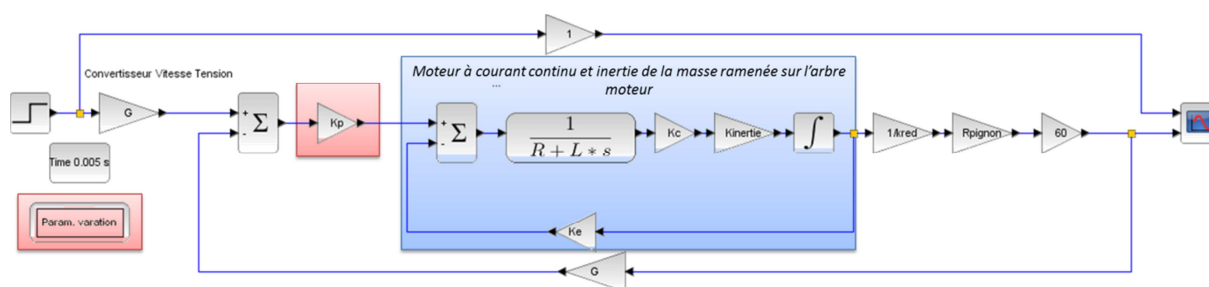 1
Convertisseur Vitesse Tension
Moteur à courant continu et inertie de la masse ramenée sur l'arbre
moteur
...
G
+
-
Σ
Kp
+
-
Σ
1
R + L * s
Kc
Kinertie
∫
1/kred
Rpignon
60
Time 0.005 s
Param. varation
Ke
G